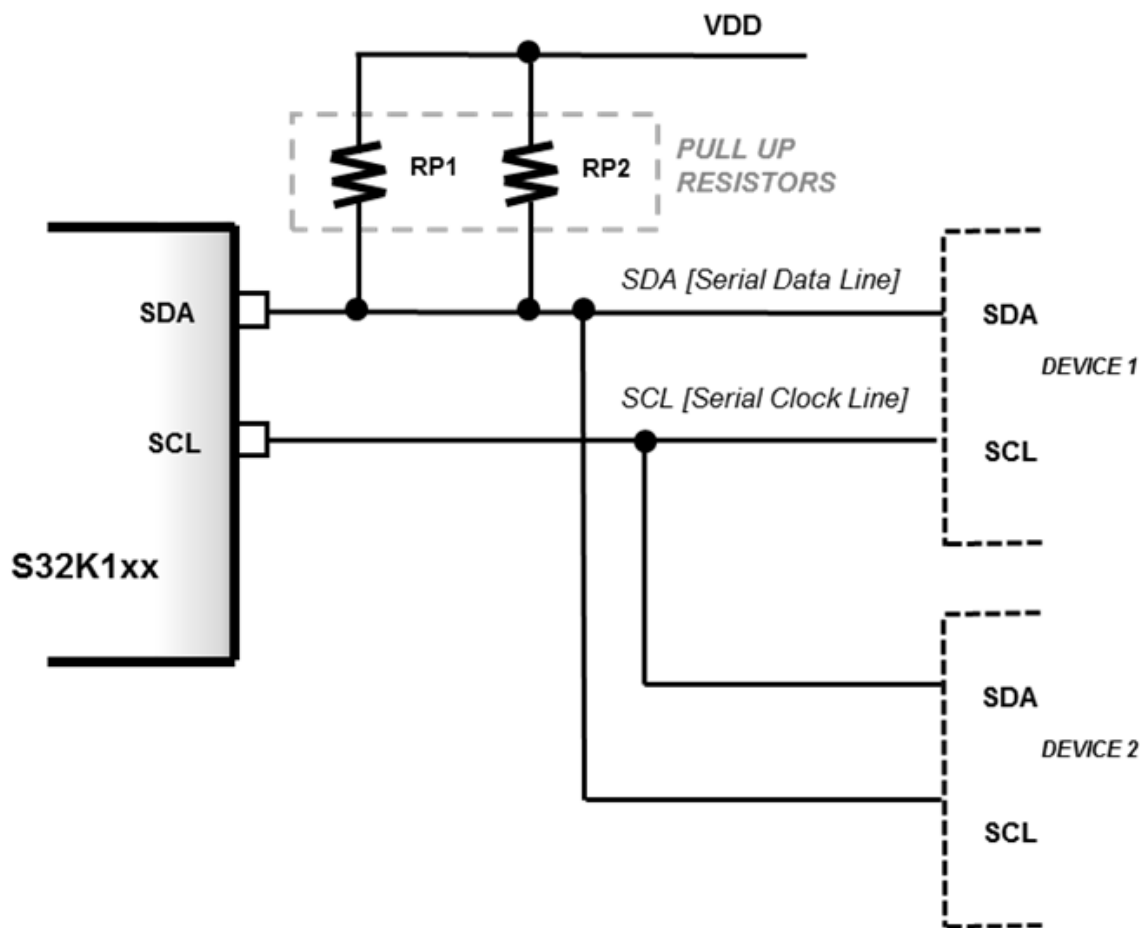 VDD
RP1
RP2
PULL UP
RESISTORS
SDA
SDA [Serial Data Line]
SDA
DEVICE 1
SCL
SCL [Serial Clock Line]
SCL
S32K1xx
SDA
DEVICE 2
SCL